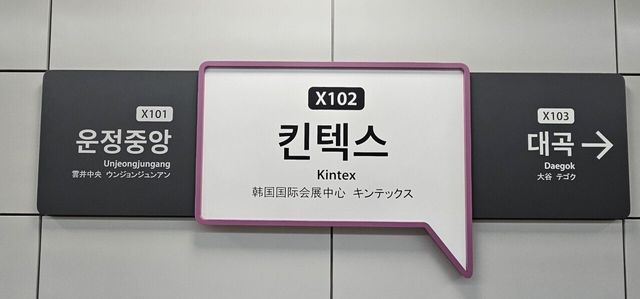 X101
운정중앙
Unjeongjungang
雲井中央 ウンジョンジュンアン
X102
킨텍스
Kintex
韩国国际会展中心 キンテックス
X103
대곡
Daegok
大谷 テゴク